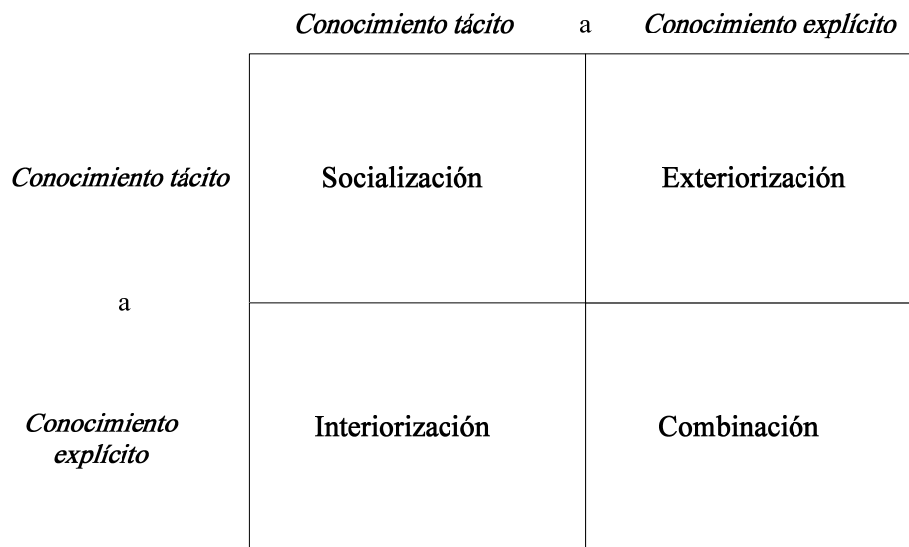 Conocimiento tácito a Conocimiento explícito
Conocimiento tácito Socialización Exteriorización
a
Conocimiento Interiorización Combinación
explícito